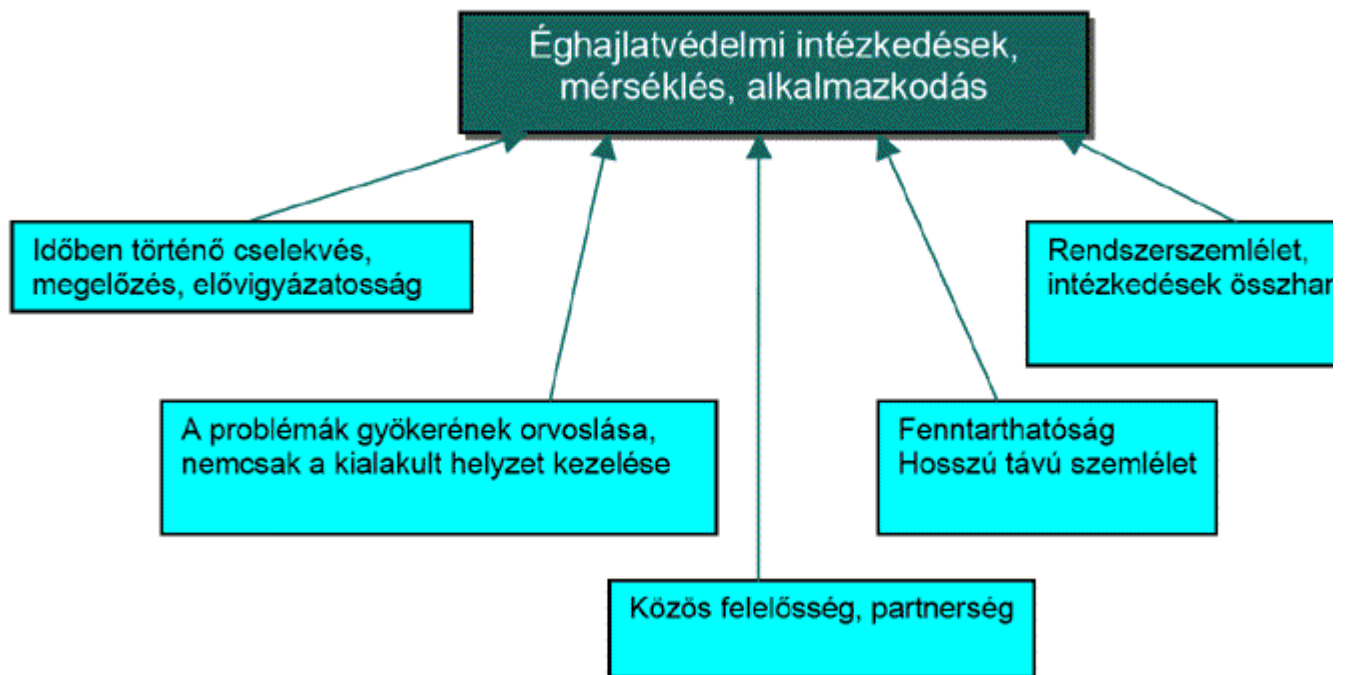 Éghajlatvédelmi intézkedések,
mérséklés, alkalmazkodás
Időben történő cselekvés,
megelőzés, elővigyázatosság
Rendszerszemlélet,
intézkedések
A problémák gyökerének orvoslása,
nemcsak a kialakult helyzet kezelése
Fenntarthatóság
Hosszú távú szemlélet
Közös felelősség, partnerség